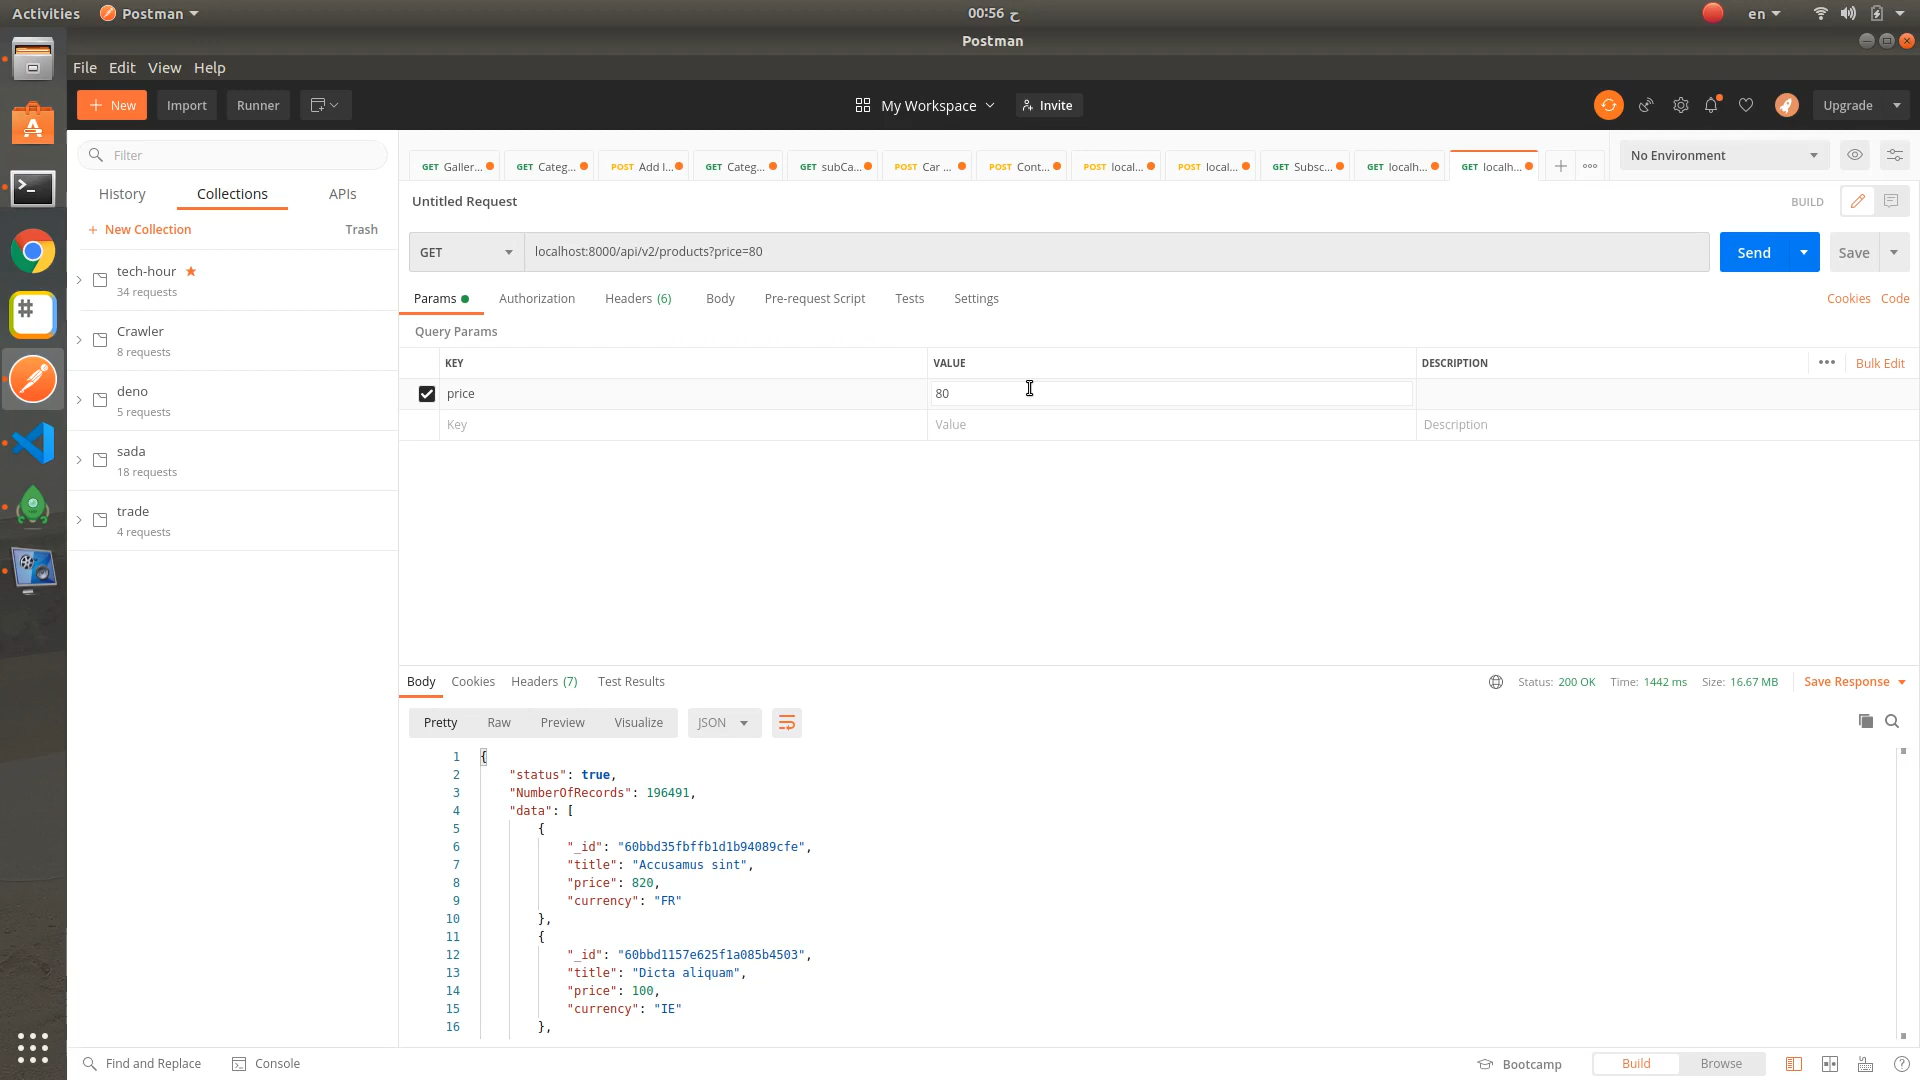 Activities Postman 00:56 ح en
Postman
File Edit View Help
New Import Runner My Workspace Invite Upgrade
Filter
History Collections APIs
+ New Collection Trash
tech-hour
34 requests
Crawler
8 requests
deno
5 requests
sada
18 requests
trade
4 requests
GET Galler... GET Categ... POST Add l... GET Categ... GET subCa... POST Car ... POST Cont... POST local... POST local... GET Subsc... GET localh... GET localh... No Environment
Untitled Request BUILD
GET localhost:8000/api/v2/products?price=80 Send Save
Params Authorization Headers (6) Body Pre-request Script Tests Settings Cookies Code
Query Params
KEY VALUE DESCRIPTION Bulk Edit
price 80
Key Value Description
Body Cookies Headers (7) Test Results Status: 200 OK Time: 1442 ms Size: 16.67 MB Save Response
Pretty Raw Preview Visualize JSON
1 {
2 "status": true,
3 "NumberOfRecords": 196491,
4 "data": [
5 {
6 "_id": "60bbd35fbffb1d1b94089cfe",
7 "title": "Accusamus sint",
8 "price": 820,
9 "currency": "FR"
10 },
11 {
12 "_id": "60bbd1157e625f1a085b4503",
13 "title": "Dicta aliquam",
14 "price": 100,
15 "currency": "IE"
16 },
Find and Replace Console Bootcamp Build Browse